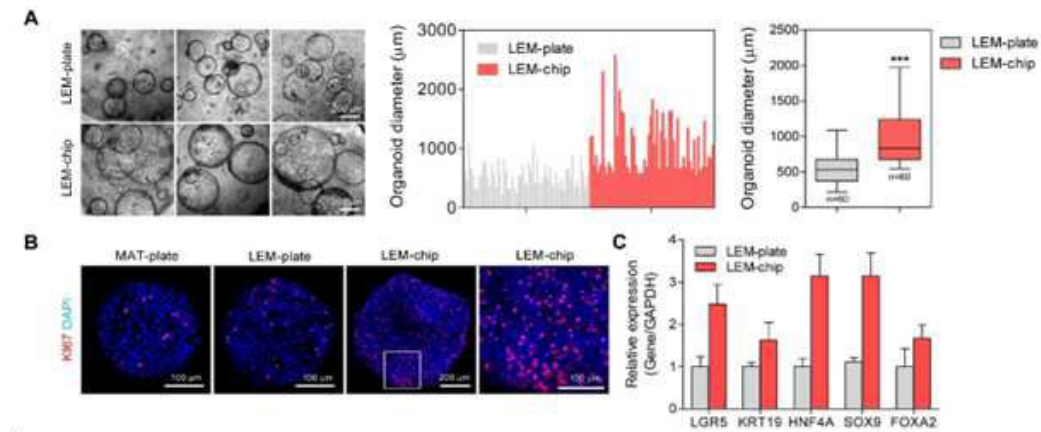 A
LEM-plate
LEM-chip
Organoid diameter (μm)
3000
2000
1000
0
LEM-plate
LEM-chip
Organoid diameter (μm)
2500
2000
1500
1000
500
0
***
n=60
n=60
LEM-plate
LEM-chip
B
MAT-plate
LEM-plate
LEM-chip
LEM-chip
KI67 DAPI
100 μm
100 μm
200 μm
100 μm
C
Relative expression
(Gene/GAPDH)
4
3
2
1
0
LEM-plate
LEM-chip
LGR5 KRT19 HNF4A SOX9 FOXA2